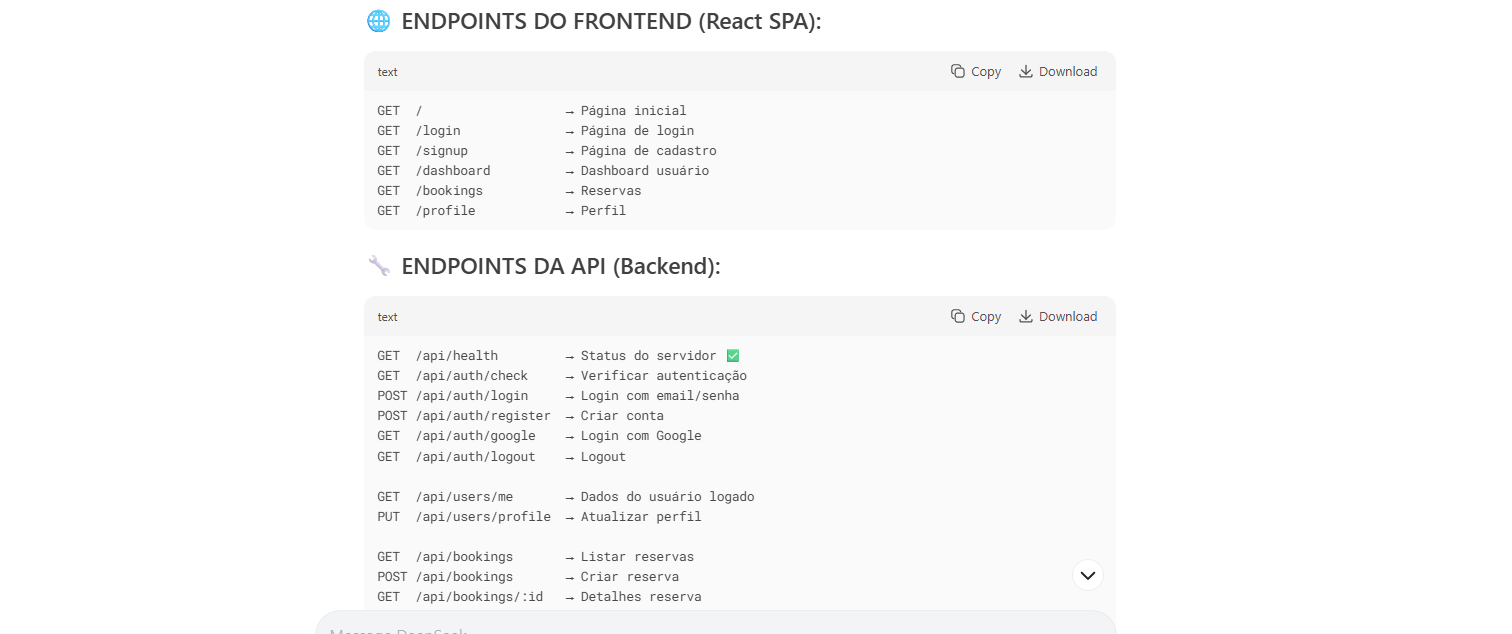 🌐 ENDPOINTS DO FRONTEND (React SPA):
text Copy Download
GET / → Página inicial
GET /login → Página de login
GET /signup → Página de cadastro
GET /dashboard → Dashboard usuário
GET /bookings → Reservas
GET /profile → Perfil
🔧 ENDPOINTS DA API (Backend):
text Copy Download
GET /api/health → Status do servidor ✅
GET /api/auth/check → Verificar autenticação
POST /api/auth/login → Login com email/senha
POST /api/auth/register → Criar conta
GET /api/auth/google → Login com Google
GET /api/auth/logout → Logout
GET /api/users/me → Dados do usuário logado
PUT /api/users/profile → Atualizar perfil
GET /api/bookings → Listar reservas
POST /api/bookings → Criar reserva
GET /api/bookings/:id → Detalhes reserva
Message DeepSeek